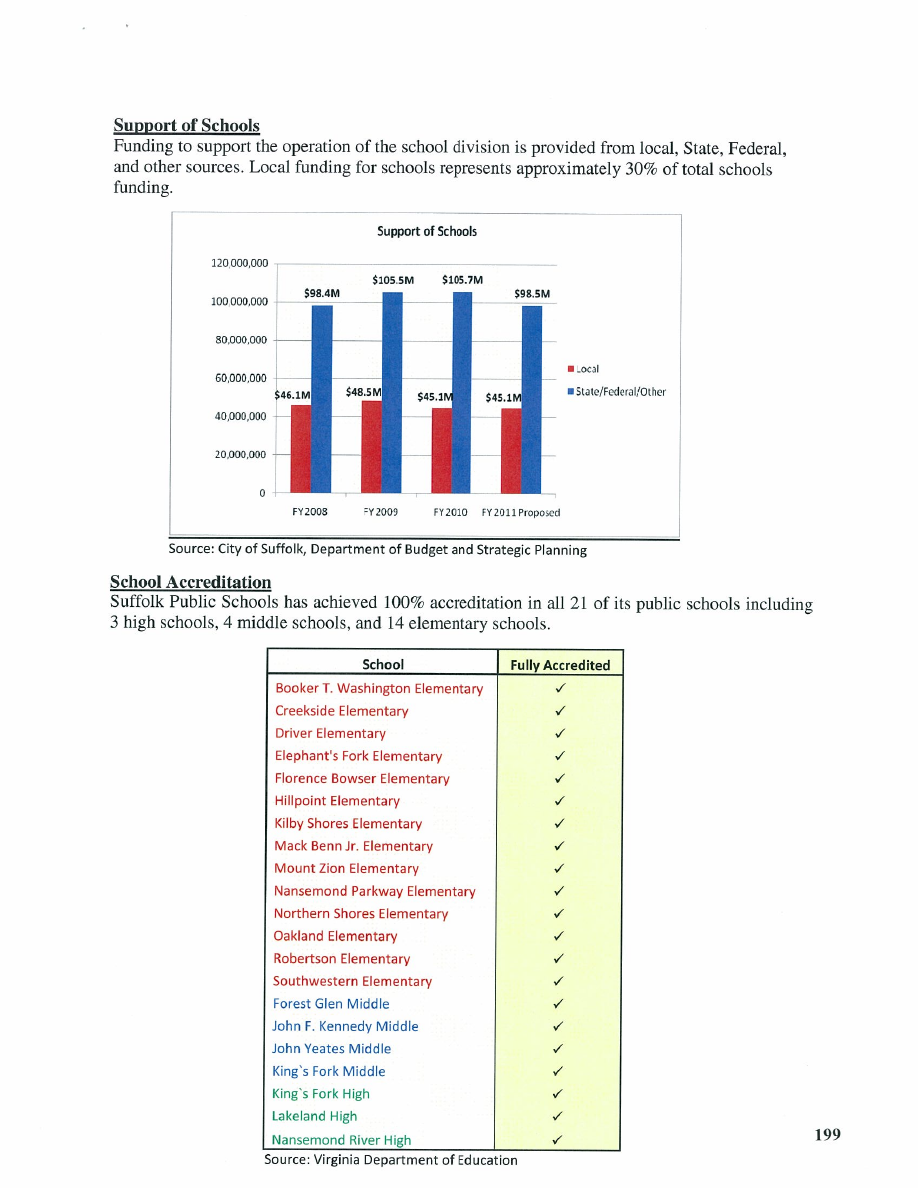 Support of Schools
Funding to support the operation of the school division is provided from local, State, Federal,
and other sources. Local funding for schools represents approximately 30% of total schools
funding.
Support of Schools
120,000,000
100,000,000
80,000,000
60,000,000
40,000,000
20,000,000
0
$98.4M
$105.5M
$105.7M
$98.5M
$46.1M
$48.5M
$45.1M
$45.1M
Local
State/Federal/Other
FY2008
FY2009
FY2010
FY2011 Proposed
Source: City of Suffolk, Department of Budget and Strategic Planning
School Accreditation
Suffolk Public Schools has achieved 100% accreditation in all 21 of its public schools including
3 high schools, 4 middle schools, and 14 elementary schools.
School Fully Accredited
Booker T. Washington Elementary ✓
Creekside Elementary ✓
Driver Elementary ✓
Elephant's Fork Elementary ✓
Florence Bowser Elementary ✓
Hillpoint Elementary ✓
Kilby Shores Elementary ✓
Mack Benn Jr. Elementary ✓
Mount Zion Elementary ✓
Nansemond Parkway Elementary ✓
Northern Shores Elementary ✓
Oakland Elementary ✓
Robertson Elementary ✓
Southwestern Elementary ✓
Forest Glen Middle ✓
John F. Kennedy Middle ✓
John Yeates Middle ✓
King`s Fork Middle ✓
King`s Fork High ✓
Lakeland High ✓
Nansemond River High ✓
Source: Virginia Department of Education
199